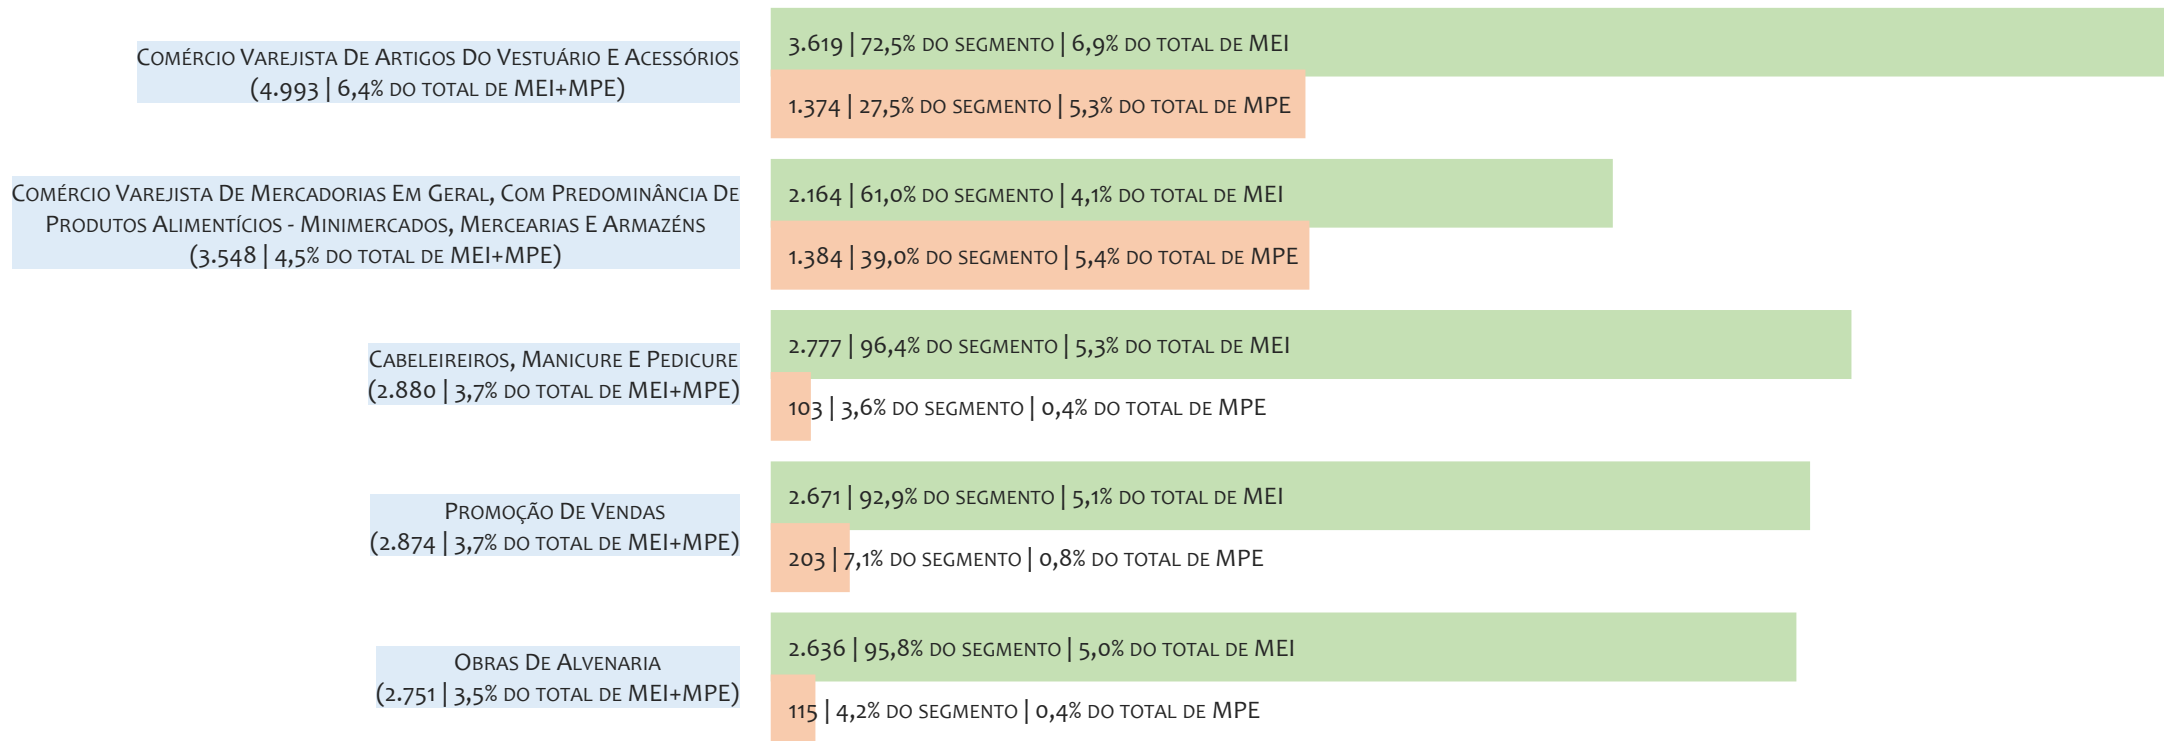 Comércio Varejista De Artigos Do Vestuário E Acessórios
(4.993 | 6,4% do total de MEI+MPE)
3.619 | 72,5% do segmento | 6,9% do total de MEI
1.374 | 27,5% do segmento | 5,3% do total de MPE
Comércio Varejista De Mercadorias Em Geral, Com Predominância De
Produtos Alimentícios - Minimercados, Mercearias E Armazéns
(3.548 | 4,5% do total de MEI+MPE)
2.164 | 61,0% do segmento | 4,1% do total de MEI
1.384 | 39,0% do segmento | 5,4% do total de MPE
Cabeleireiros, Manicure E Pedicure
(2.880 | 3,7% do total de MEI+MPE)
2.777 | 96,4% do segmento | 5,3% do total de MEI
103 | 3,6% do segmento | 0,4% do total de MPE
Promoção De Vendas
(2.874 | 3,7% do total de MEI+MPE)
2.671 | 92,9% do segmento | 5,1% do total de MEI
203 | 7,1% do segmento | 0,8% do total de MPE
Obras De Alvenaria
(2.751 | 3,5% do total de MEI+MPE)
2.636 | 95,8% do segmento | 5,0% do total de MEI
115 | 4,2% do segmento | 0,4% do total de MPE